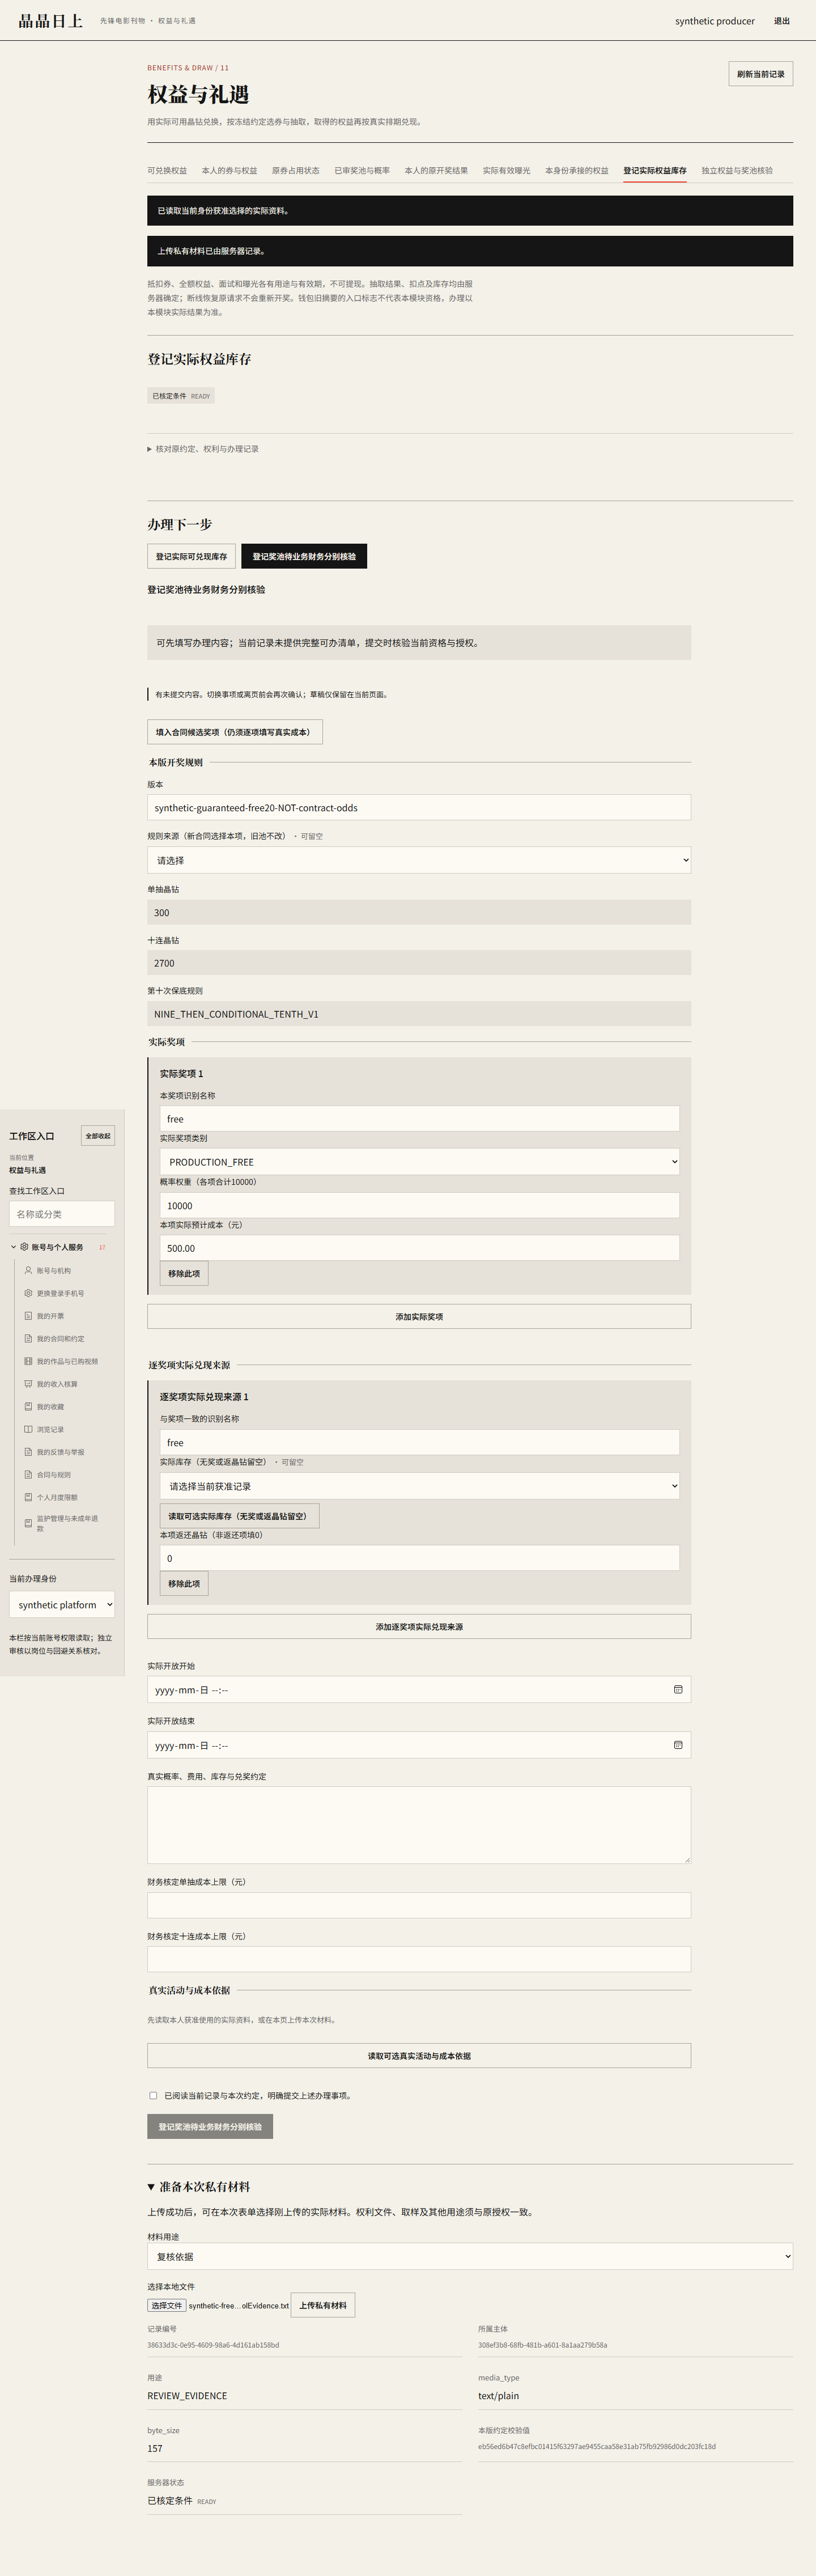 晶晶日上
先锋电影刊物 · 权益与礼遇
synthetic producer
退出
BENEFITS & DRAW / 11
权益与礼遇
刷新当前记录
用实际可用晶钻兑换，按冻结约定选券与抽取，取得的权益再按真实排期兑现。
可兑换权益 本人的券与权益 原券占用状态 已审奖池与概率 本人的原开奖结果 实际有效曝光 本身份承接的权益 登记实际权益库存 独立权益与奖池核验
已读取当前身份获准选择的实际资料。
上传私有材料已由服务器记录。
抵扣券、全额权益、面试和曝光各有用途与有效期，不可提现。抽取结果、扣点及库存均由服
务器确定；断线恢复原请求不会重新开奖。钱包旧摘要的入口标志不代表本模块资格，办理以
本模块实际结果为准。
登记实际权益库存
已核定条件 READY
▶ 核对原约定、权利与办理记录
办理下一步
登记实际可兑现库存
登记奖池待业务财务分别核验
登记奖池待业务财务分别核验
可先填写办理内容；当前记录未提供完整可办清单，提交时核验当前资格与授权。
有未提交内容。切换事项或离页前会再次确认；草稿仅保留在当前页面。
填入合同候选奖项（仍须逐项填写真实成本）
本版开奖规则
版本
synthetic-guaranteed-free20-NOT-contract-odds
规则来源（新合同选择本项，旧池不改） · 可留空
请选择
单抽晶钻
300
十连晶钻
2700
第十次保底规则
NINE_THEN_CONDITIONAL_TENTH_V1
实际奖项
实际奖项 1
本奖项识别名称
free
实际奖项类别
PRODUCTION_FREE
概率权重（各项合计10000）
10000
本项实际预计成本（元）
500.00
移除此项
添加实际奖项
逐奖项实际兑现来源
逐奖项实际兑现来源 1
与奖项一致的识别名称
free
实际库存（无奖或返晶钻留空） · 可留空
请选择当前获准记录
读取可选实际库存（无奖或返晶钻留空）
本项返还晶钻（非返还项填0）
0
移除此项
添加逐奖项实际兑现来源
实际开放开始
yyyy-mm-日 --:--
实际开放结束
yyyy-mm-日 --:--
真实概率、费用、库存与兑奖约定
财务核定单抽成本上限（元）
财务核定十连成本上限（元）
真实活动与成本依据
先读取本人获准使用的实际资料，或在本页上传本次材料。
读取可选真实活动与成本依据
已阅读当前记录与本次约定，明确提交上述办理事项。
登记奖池待业务财务分别核验
▼ 准备本次私有材料
上传成功后，可在本次表单选择刚上传的实际材料。权利文件、取样及其他用途须与原授权一致。
材料用途
复核依据
选择本地文件
选择文件 synthetic-free...olEvidence.txt 上传私有材料
记录编号
38633d3c-0e95-4609-98a6-4d161ab158bd
所属主体
308ef3b8-68fb-481b-a601-8a1aa279b58a
用途
REVIEW_EVIDENCE
media_type
text/plain
byte_size
157
本版约定校验值
eb56ed6b47c8efbc01415f63297ae9455caa58e31ab75fb92986d0dc203fc18d
服务器状态
已核定条件 READY
工作区入口
全部收起
当前位置
权益与礼遇
查找工作区入口
名称或分类
账号与个人服务 17
账号与机构
更换登录手机号
我的开票
我的合同和约定
我的作品与已购视频
我的收入核算
我的收藏
浏览记录
我的反馈与举报
合同与规则
个人月度限额
监护管理与未成年退
款
当前办理身份
synthetic platform
本栏按当前账号权限读取；独立
审核以岗位与回避关系核对。